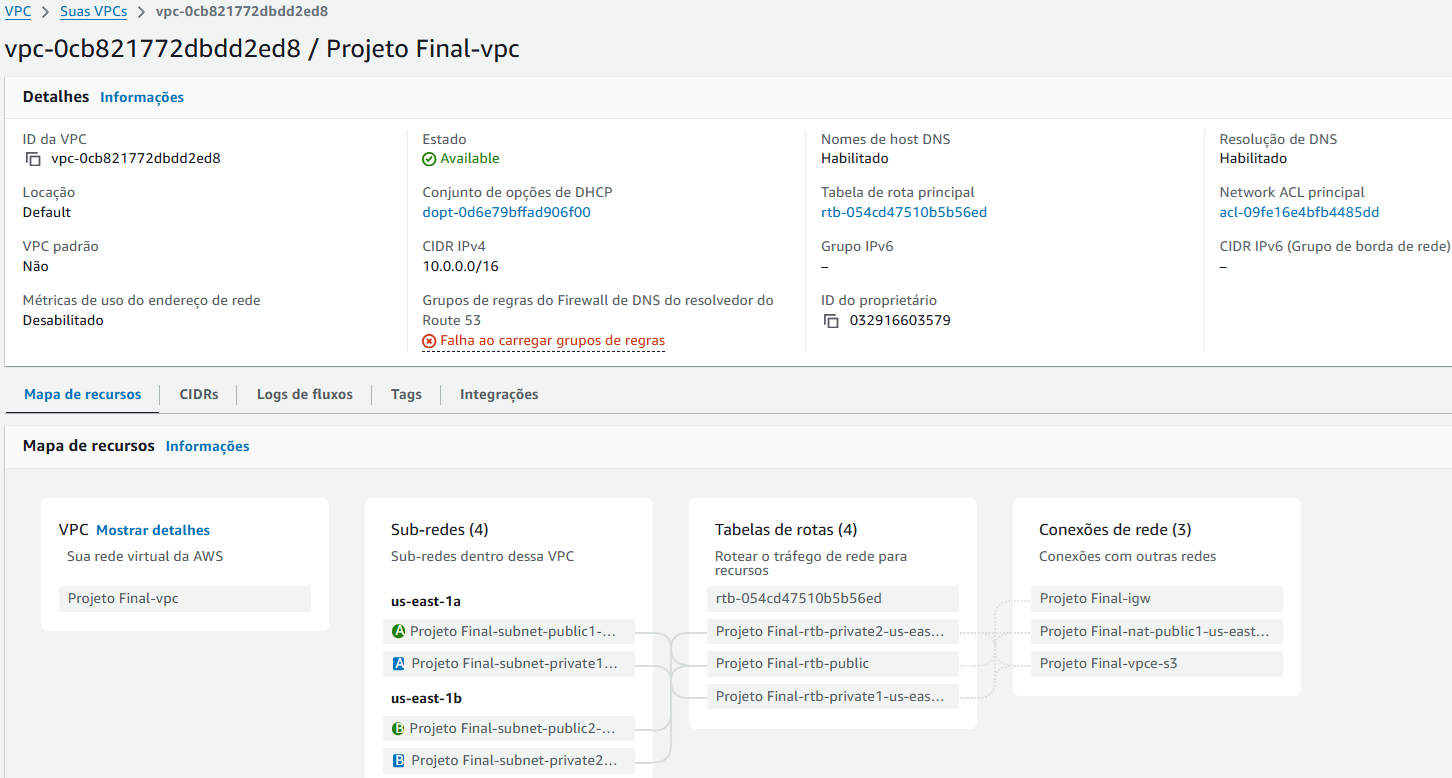 VPC > Suas VPCs > vpc-0cb821772dbdd2ed8
vpc-0cb821772dbdd2ed8 / Projeto Final-vpc
Detalhes Informações
ID da VPC
vpc-0cb821772dbdd2ed8
Estado
Available
Nomes de host DNS
Habilitado
Resolução de DNS
Habilitado
Locação
Default
Conjunto de opções de DHCP
dopt-0d6e79bffad906f00
Tabela de rota principal
rtb-054cd47510b5b56ed
Network ACL principal
acl-09fe16e4bfb4485dd
VPC padrão
Não
CIDR IPv4
10.0.0.0/16
Grupo IPv6
–
CIDR IPv6 (Grupo de borda de rede)
–
Métricas de uso do endereço de rede
Desabilitado
Grupos de regras do Firewall de DNS do resolvedor do
Route 53
Falha ao carregar grupos de regras
ID do proprietário
032916603579
Mapa de recursos
CIDRs
Logs de fluxos
Tags
Integrações
Mapa de recursos Informações
VPC Mostrar detalhes
Sua rede virtual da AWS
Projeto Final-vpc
Sub-redes (4)
Sub-redes dentro dessa VPC
us-east-1a
A Projeto Final-subnet-public1-...
A Projeto Final-subnet-private1...
us-east-1b
B Projeto Final-subnet-public2-...
B Projeto Final-subnet-private2...
Tabelas de rotas (4)
Rotear o tráfego de rede para
recursos
rtb-054cd47510b5b56ed
Projeto Final-rtb-private2-us-eas...
Projeto Final-rtb-public
Projeto Final-rtb-private1-us-eas...
Conexões de rede (3)
Conexões com outras redes
Projeto Final-igw
Projeto Final-nat-public1-us-east...
Projeto Final-vpce-s3